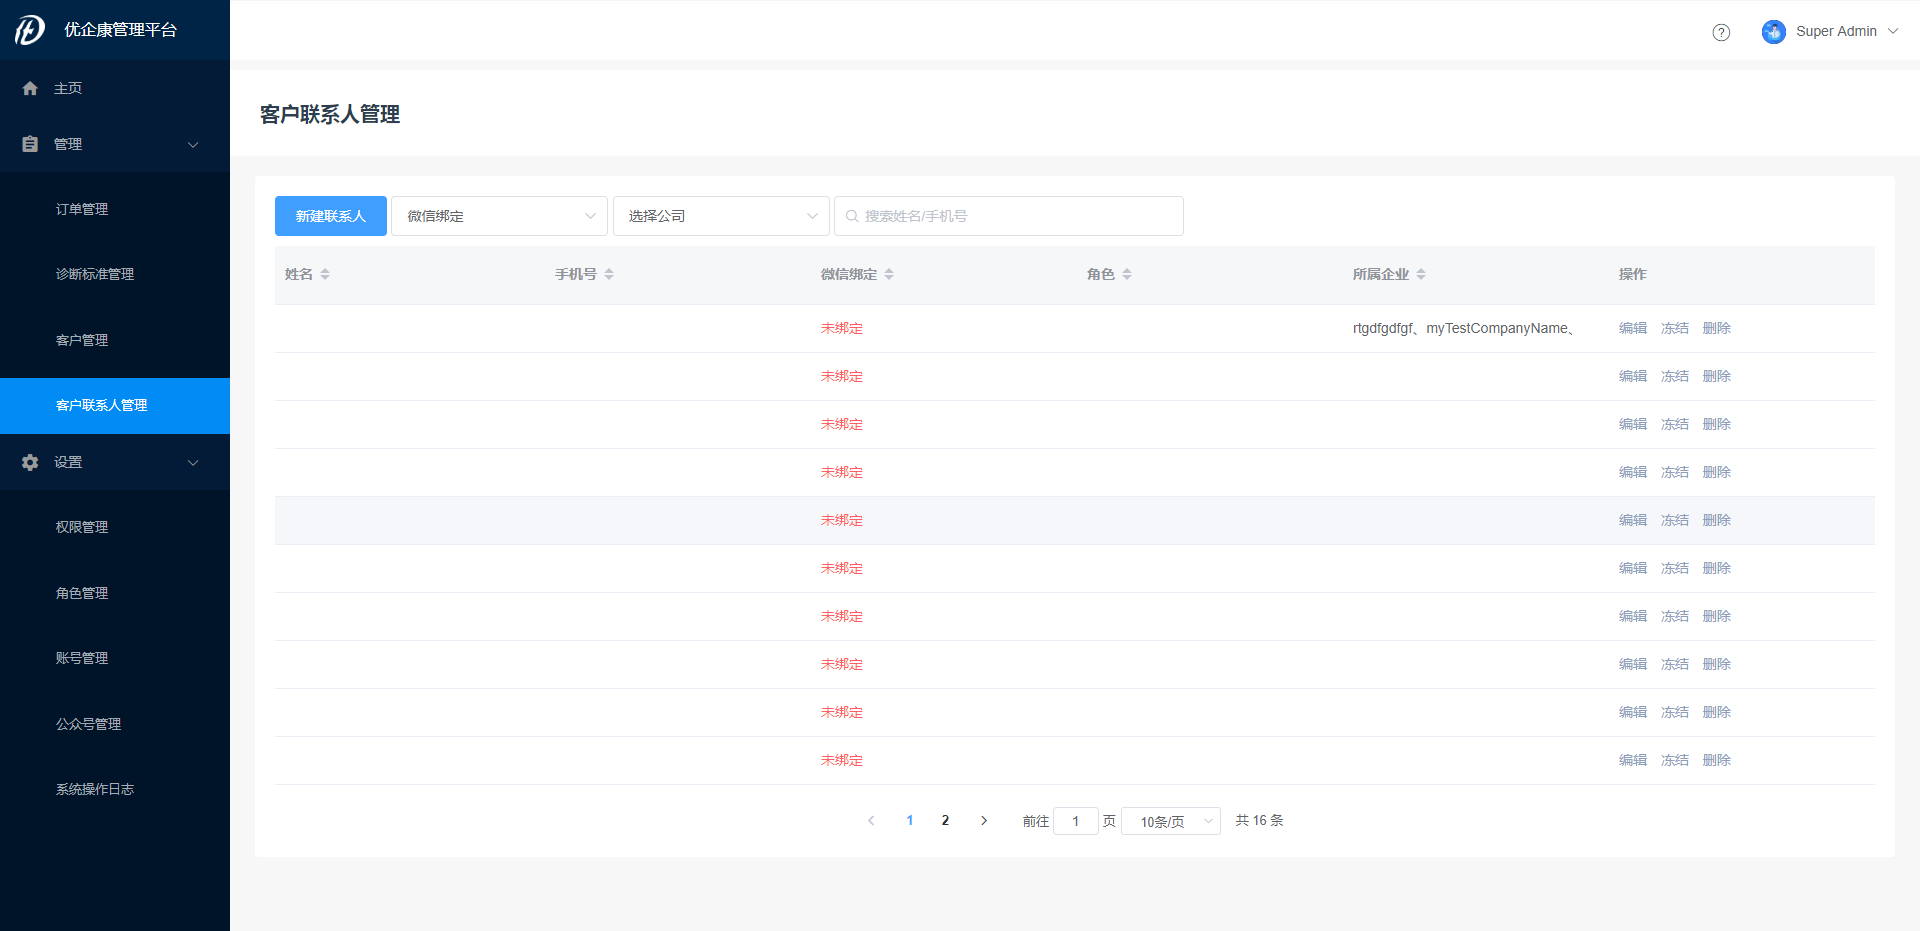 优企康管理平台
Super Admin
主页
管理
订单管理
诊断标准管理
客户管理
客户联系人管理
设置
权限管理
角色管理
账号管理
公众号管理
系统操作日志
客户联系人管理
新建联系人 微信绑定 选择公司 搜索姓名/手机号
姓名 手机号 微信绑定 角色 所属企业 操作
未绑定 rtgdfgdfgf、myTestCompanyName、 编辑 冻结 删除
未绑定 编辑 冻结 删除
未绑定 编辑 冻结 删除
未绑定 编辑 冻结 删除
未绑定 编辑 冻结 删除
未绑定 编辑 冻结 删除
未绑定 编辑 冻结 删除
未绑定 编辑 冻结 删除
未绑定 编辑 冻结 删除
未绑定 编辑 冻结 删除
1 2 前往 1 页 10条/页 共 16 条